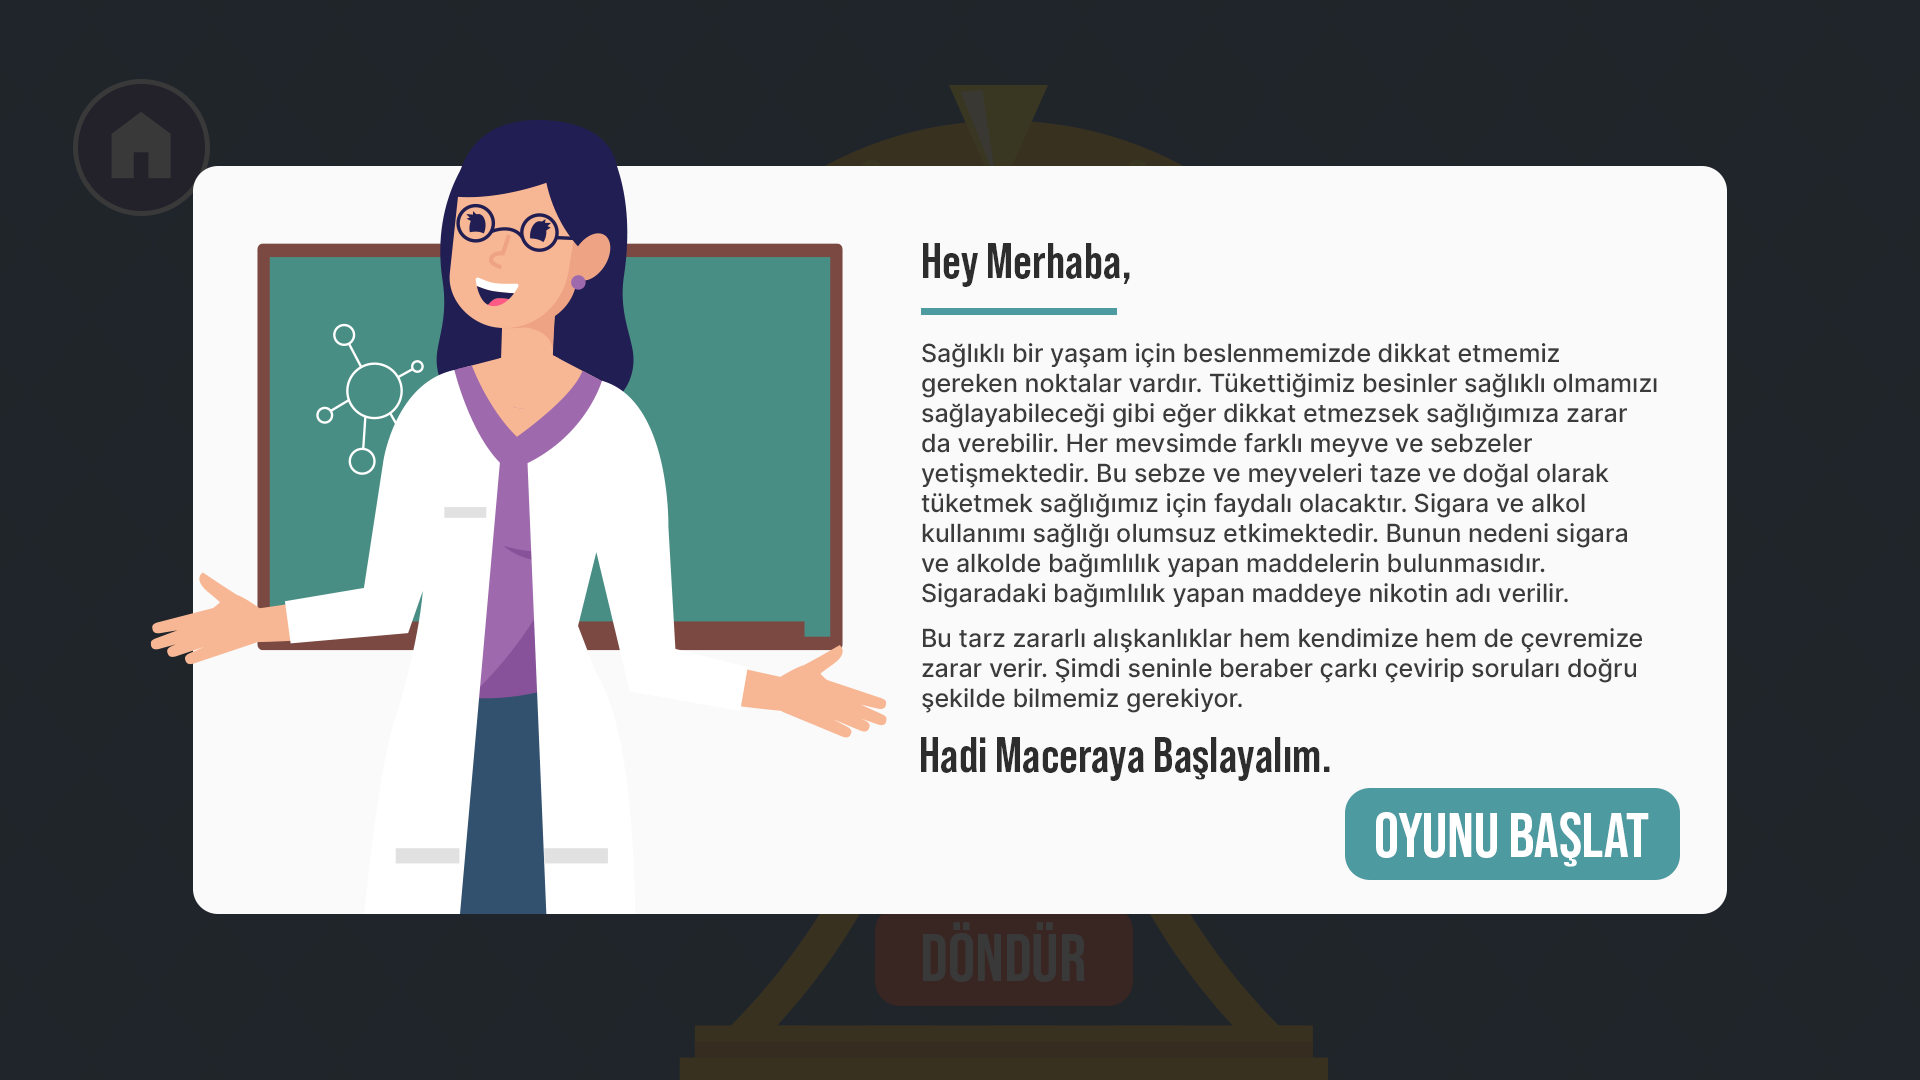 Hey Merhaba,
Sağlıklı bir yaşam için beslenmemizde dikkat etmemiz
gereken noktalar vardır. Tükettiğimiz besinler sağlıklı olmamızı
sağlayabileceği gibi eğer dikkat etmezsek sağlığımıza zarar
da verebilir. Her mevsimde farklı meyve ve sebzeler
yetişmektedir. Bu sebze ve meyveleri taze ve doğal olarak
tüketmek sağlığımız için faydalı olacaktır. Sigara ve alkol
kullanımı sağlığı olumsuz etkimektedir. Bunun nedeni sigara
ve alkolde bağımlılık yapan maddelerin bulunmasıdır.
Sigaradaki bağımlılık yapan maddeye nikotin adı verilir.
Bu tarz zararlı alışkanlıklar hem kendimize hem de çevremize
zarar verir. Şimdi seninle beraber çarkı çevirip soruları doğru
şekilde bilmemiz gerekiyor.
Hadi Maceraya Başlayalım.
OYUNU BAŞLAT
DÖNDÜR